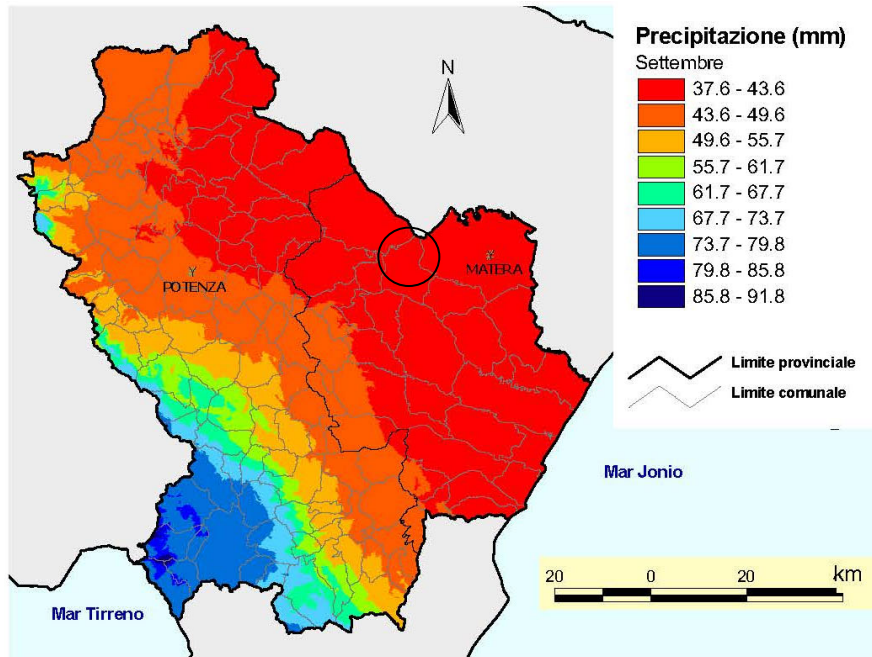 Precipitazione (mm)
Settembre
37.6 - 43.6
43.6 - 49.6
49.6 - 55.7
55.7 - 61.7
61.7 - 67.7
67.7 - 73.7
73.7 - 79.8
79.8 - 85.8
85.8 - 91.8
N
MATERA
POTENZA
Limite provinciale
Limite comunale
Mar Jonio
20 0 20 km
Mar Tirreno